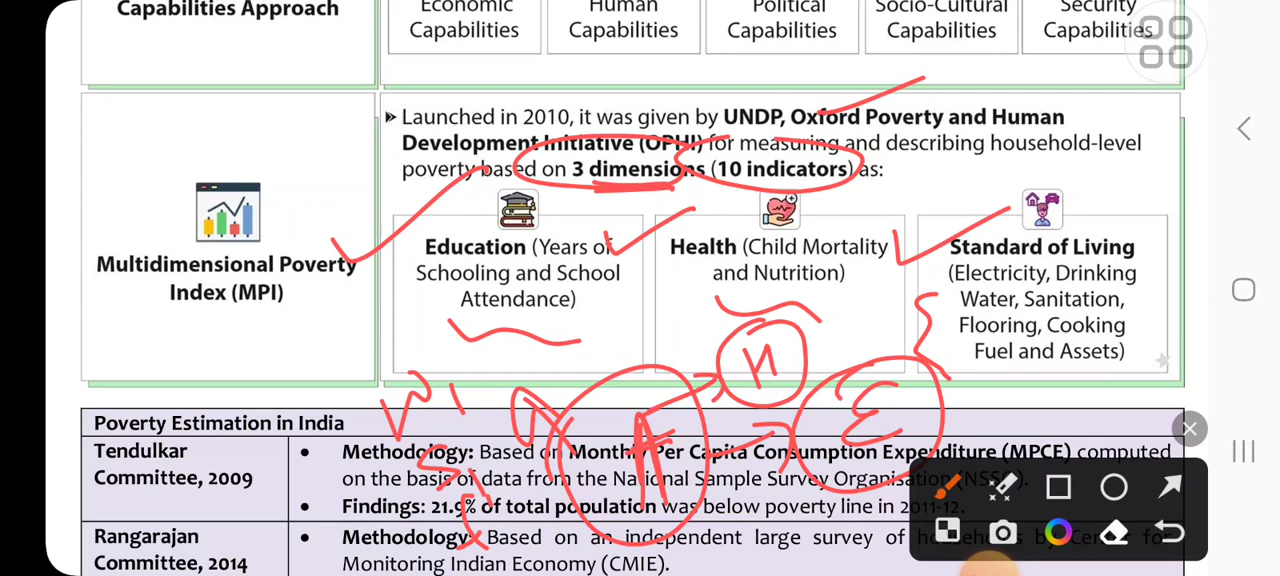 Capabilities Approach
Economic
Capabilities
Human
Capabilities
Political
Capabilities
Socio-Cultural
Capabilities
Security
Capabilities
Launched in 2010, it was given by UNDP, Oxford Poverty and Human
Development Initiative (OPHI) for measuring and describing household-level
poverty based on 3 dimensions (10 indicators) as:
Multidimensional Poverty
Index (MPI)
Education (Years of
Schooling and School
Attendance)
Health (Child Mortality
and Nutrition)
Standard of Living
(Electricity, Drinking
Water, Sanitation,
Flooring, Cooking
Fuel and Assets)
H
E
Poverty Estimation in India
Tendulkar
Committee, 2009
• Methodology: Based on Monthly Per Capita Consumption Expenditure (MPCE) computed
on the basis of data from the National Sample Survey Organisation (NSSO).
• Findings: 21.9% of total population was below poverty line in 2011-12.
Rangarajan
Committee, 2014
• Methodology: Based on an independent large survey of households by Center for
Monitoring Indian Economy (CMIE).